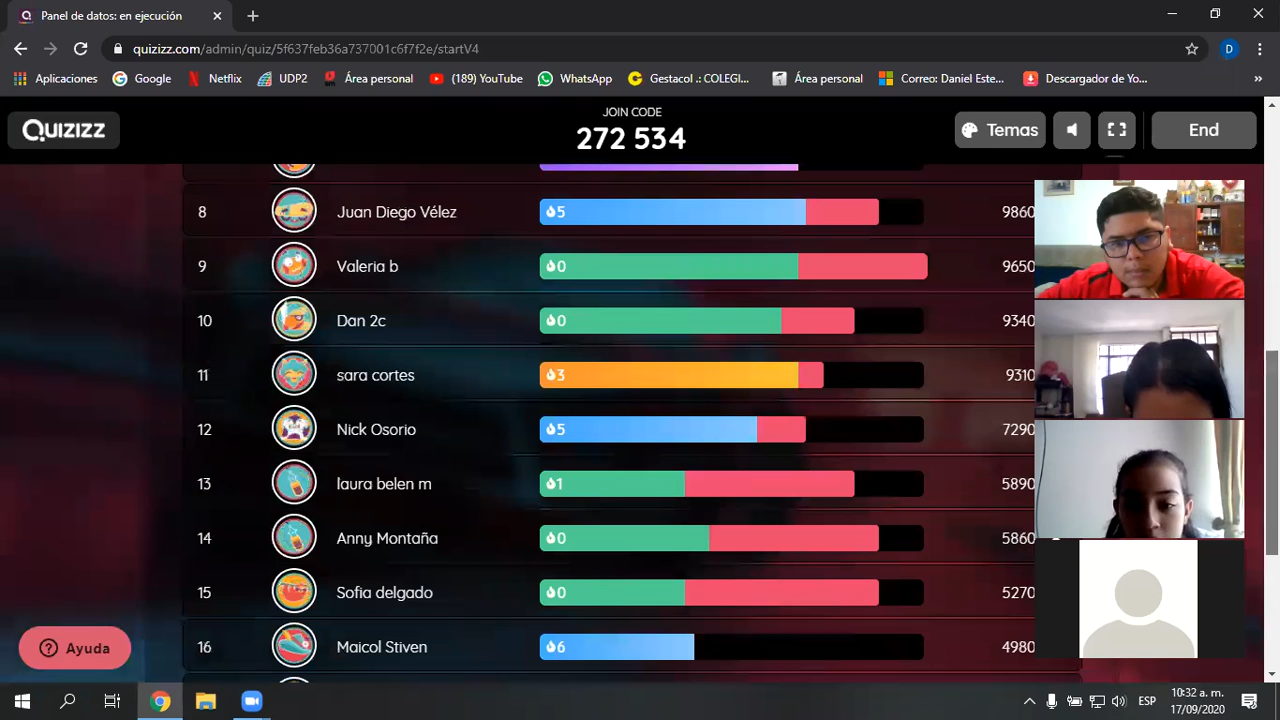 Panel de datos: en ejecución
quizizz.com/admin/quiz/5f637feb36a737001c6f7f2e/startV4
D
Aplicaciones Google Netflix UDP2 Área personal (189) YouTube WhatsApp Gestacol .: COLEGI... Área personal Correo: Daniel Este... Descargador de Yo... »
Quizizz
JOIN CODE
272 534
Temas
End
8 Juan Diego Vélez 5 9860
9 Valeria b 0 9650
10 Dan 2c 0 9340
11 sara cortes 3 9310
12 Nick Osorio 5 7290
13 laura belen m 1 5890
14 Anny Montaña 0 5860
15 Sofia delgado 0 5270
16 Maicol Stiven 6 4980
Ayuda
ESP
10:32 a. m.
17/09/2020